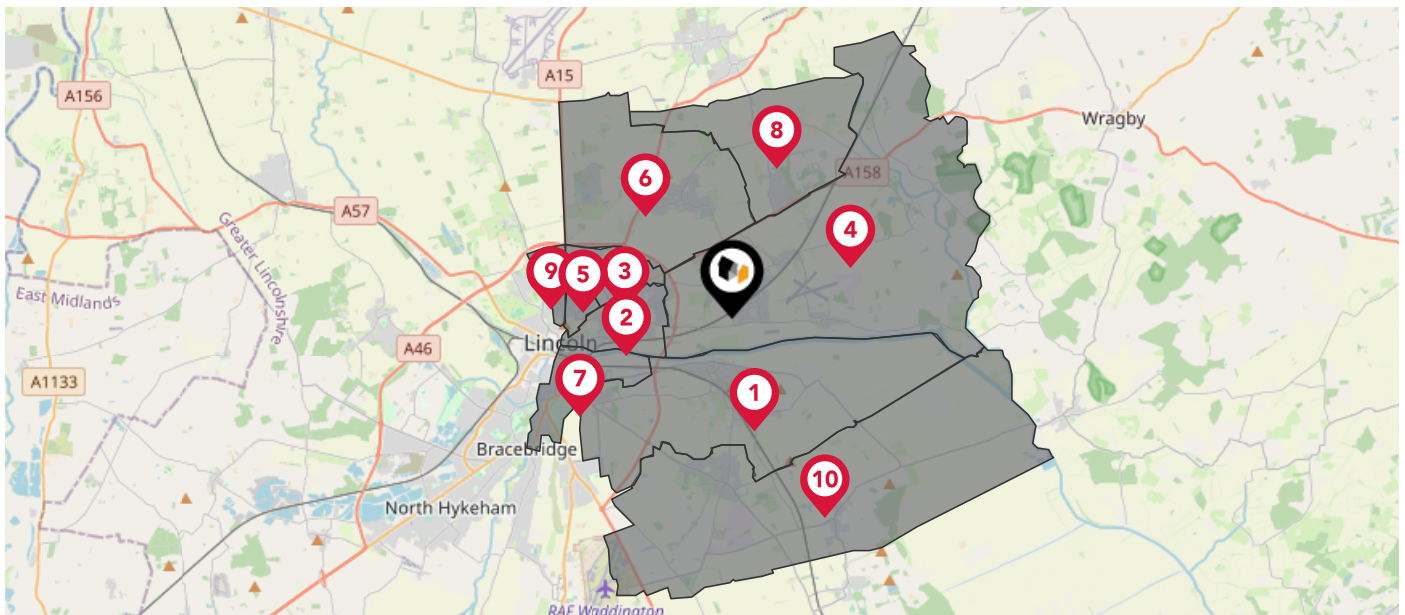 A15
A156
Wragby
8
A158
6
A57
4
Greater Lincolnshire
East Midlands
9
5
3
2
Lincoln
A46
7
A1133
1
Bracebridge
10
North Hykeham
RAF Waddington